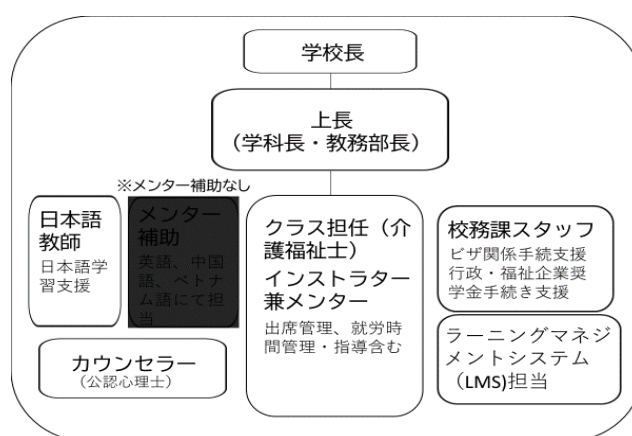 学校長
上長
（学科長・教務部長）
※メンター補助なし
日本語
教師
日本語学
習支援
メンター
補助
英語、中国
語、ベトナ
ム語にて担
当
クラス担任（介
護福祉士）
インストラター
兼メンター
出席管理、就労時
間管理・指導含む
校務課スタッフ
ビザ関係手続支援
行政・福祉企業奨
学金手続き支援
カウンセラー
（公認心理士）
ラーニングマネジ
メントシステム
（LMS)担当